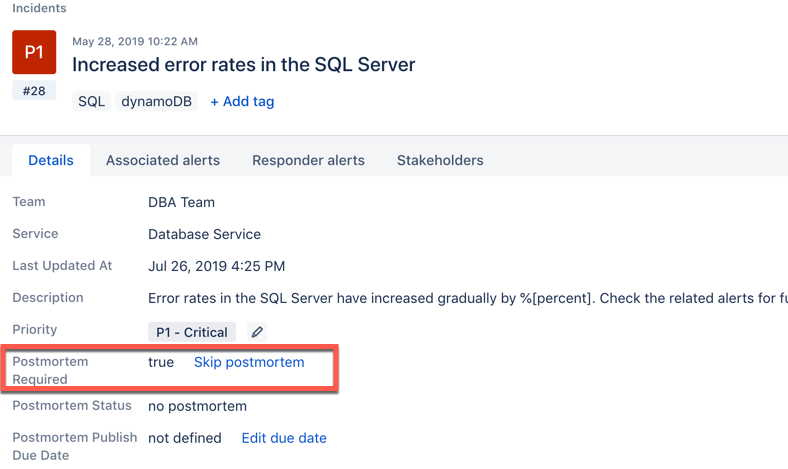 Incidents
P1
May 28, 2019 10:22 AM
Increased error rates in the SQL Server
#28
SQL dynamoDB + Add tag
Details Associated alerts Responder alerts Stakeholders
Team DBA Team
Service Database Service
Last Updated At Jul 26, 2019 4:25 PM
Description Error rates in the SQL Server have increased gradually by %[percent]. Check the related alerts for fu
Priority P1 - Critical
Postmortem true Skip postmortem
Required
Postmortem Status no postmortem
Postmortem Publish not defined Edit due date
Due Date